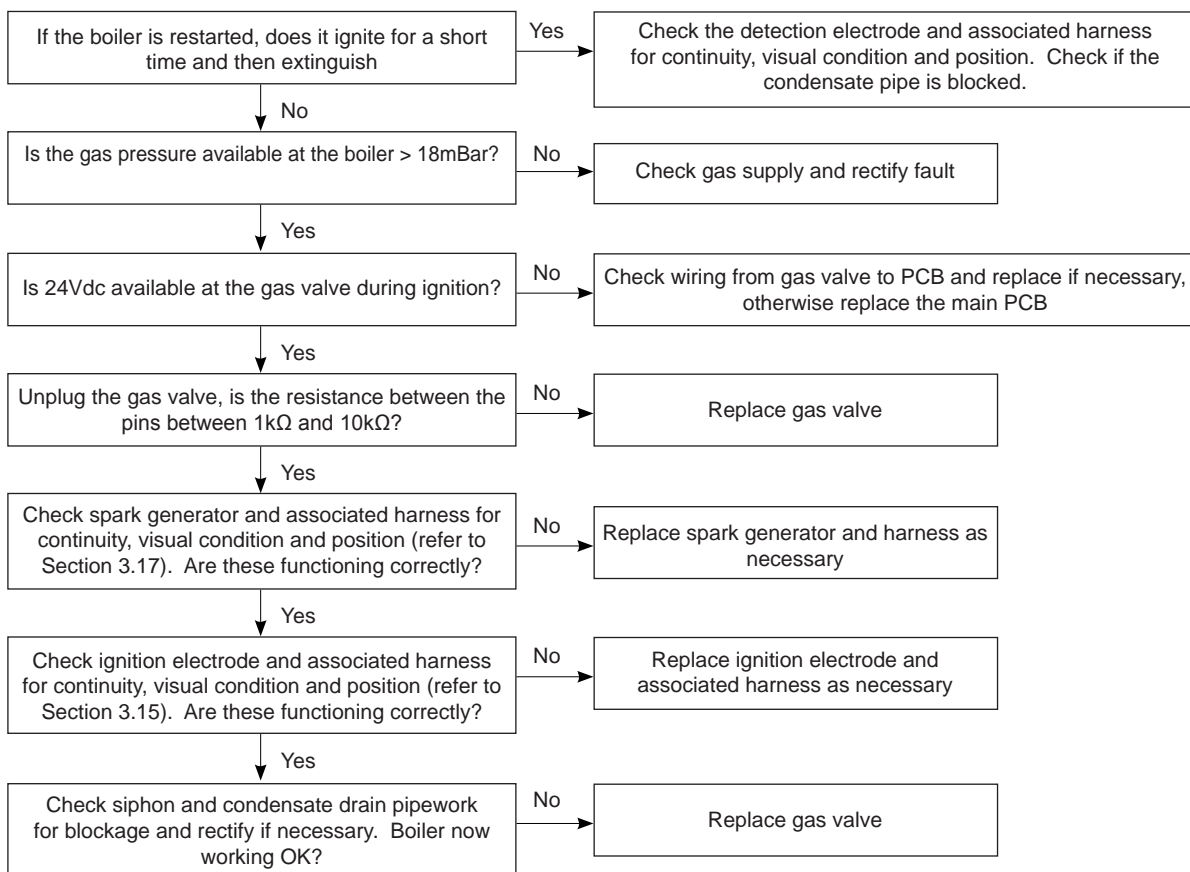 If the boiler is restarted, does it ignite for a short
time and then extinguish
Yes
Check the detection electrode and associated harness
for continuity, visual condition and position.  Check if the
condensate pipe is blocked.
No
Is the gas pressure available at the boiler > 18mBar?
No
Check gas supply and rectify fault
Yes
Is 24Vdc available at the gas valve during ignition?
No
Check wiring from gas valve to PCB and replace if necessary,
otherwise replace the main PCB
Yes
Unplug the gas valve, is the resistance between the
pins between 1kΩ and 10kΩ?
No
Replace gas valve
Yes
Check spark generator and associated harness for
continuity, visual condition and position (refer to
Section 3.17).  Are these functioning correctly?
No
Replace spark generator and harness as
necessary
Yes
Check ignition electrode and associated harness
for continuity, visual condition and position (refer to
Section 3.15).  Are these functioning correctly?
No
Replace ignition electrode and
associated harness as necessary
Yes
Check siphon and condensate drain pipework
for blockage and rectify if necessary.  Boiler now
working OK?
No
Replace gas valve